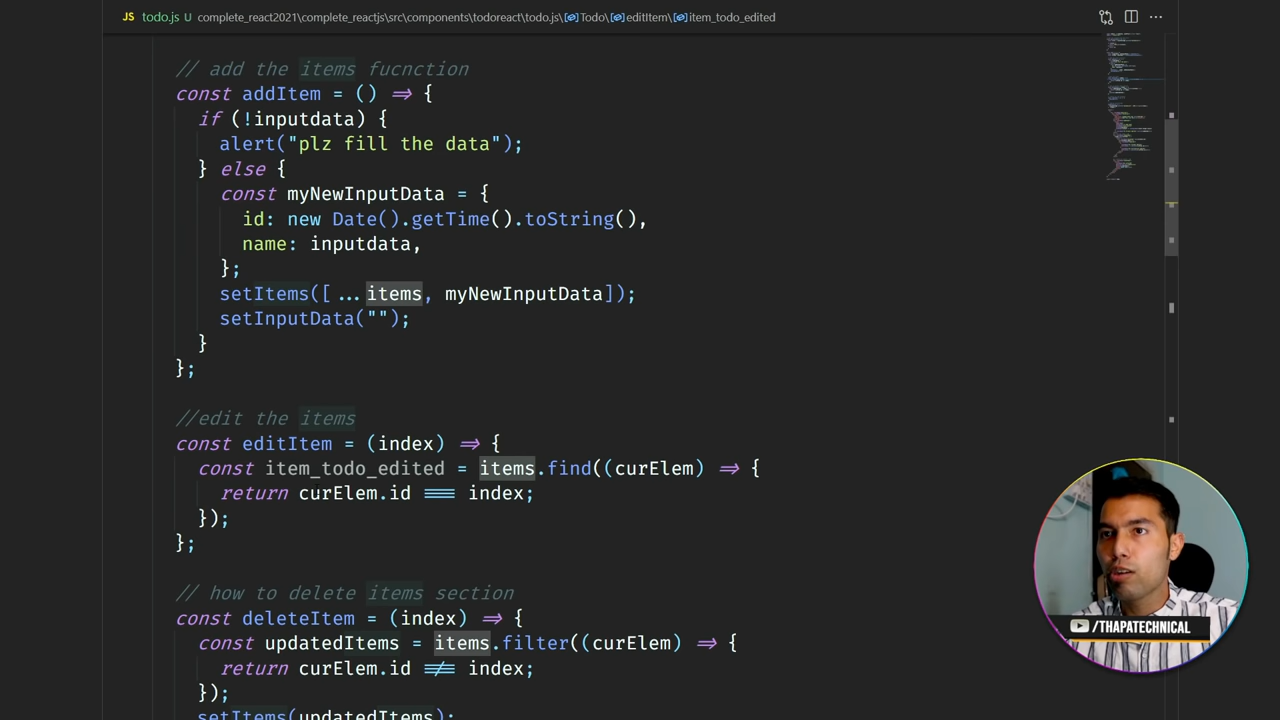 JS todo.js U complete_react2021\complete_reactjs\src\components\todoreact\todo.js\Todo\editItem\item_todo_edited ...
// add the items fucnction
const addItem = () => {
if (!inputdata) {
alert("plz fill the data");
} else {
const myNewInputData = {
id: new Date().getTime().toString(),
name: inputdata,
};
setItems([...items, myNewInputData]);
setInputData("");
}
};
//edit the items
const editItem = (index) => {
const item_todo_edited = items.find((curElem) => {
return curElem.id === index;
});
};
// how to delete items section
const deleteItem = (index) => {
const updatedItems = items.filter((curElem) => {
return curElem.id !== index;
});
setItems(updatedItems);
/THAPATECHNICAL